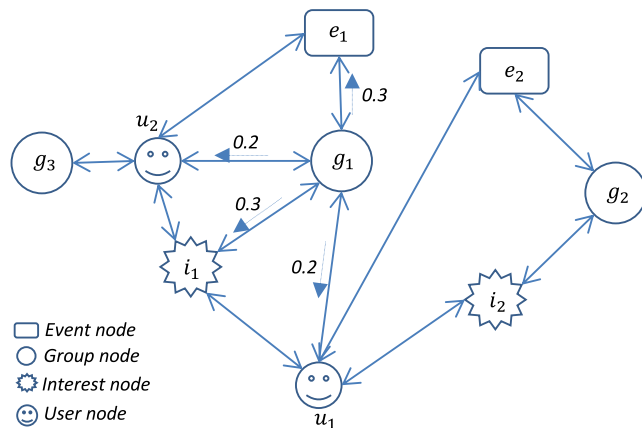 e₁
e₂
0.3
u₂
0.2
g₃
g₁
g₂
0.3
0.2
i₁
i₂
Event node
Group node
Interest node
User node
u₁